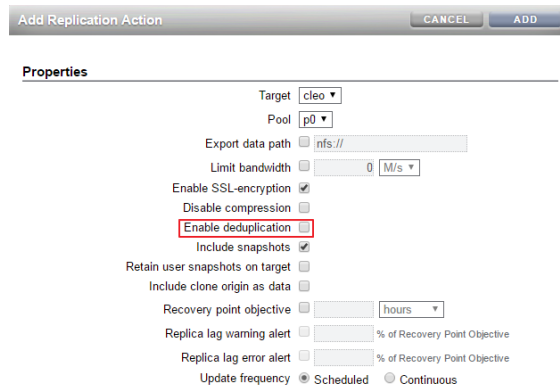 Add Replication Action CANCEL ADD
Properties
Target cleo
Pool p0
Export data path nfs://
Limit bandwidth 0 M/s
Enable SSL-encryption
Disable compression
Enable deduplication
Include snapshots
Retain user snapshots on target
Include clone origin as data
Recovery point objective hours
Replica lag warning alert % of Recovery Point Objective
Replica lag error alert % of Recovery Point Objective
Update frequency Scheduled Continuous